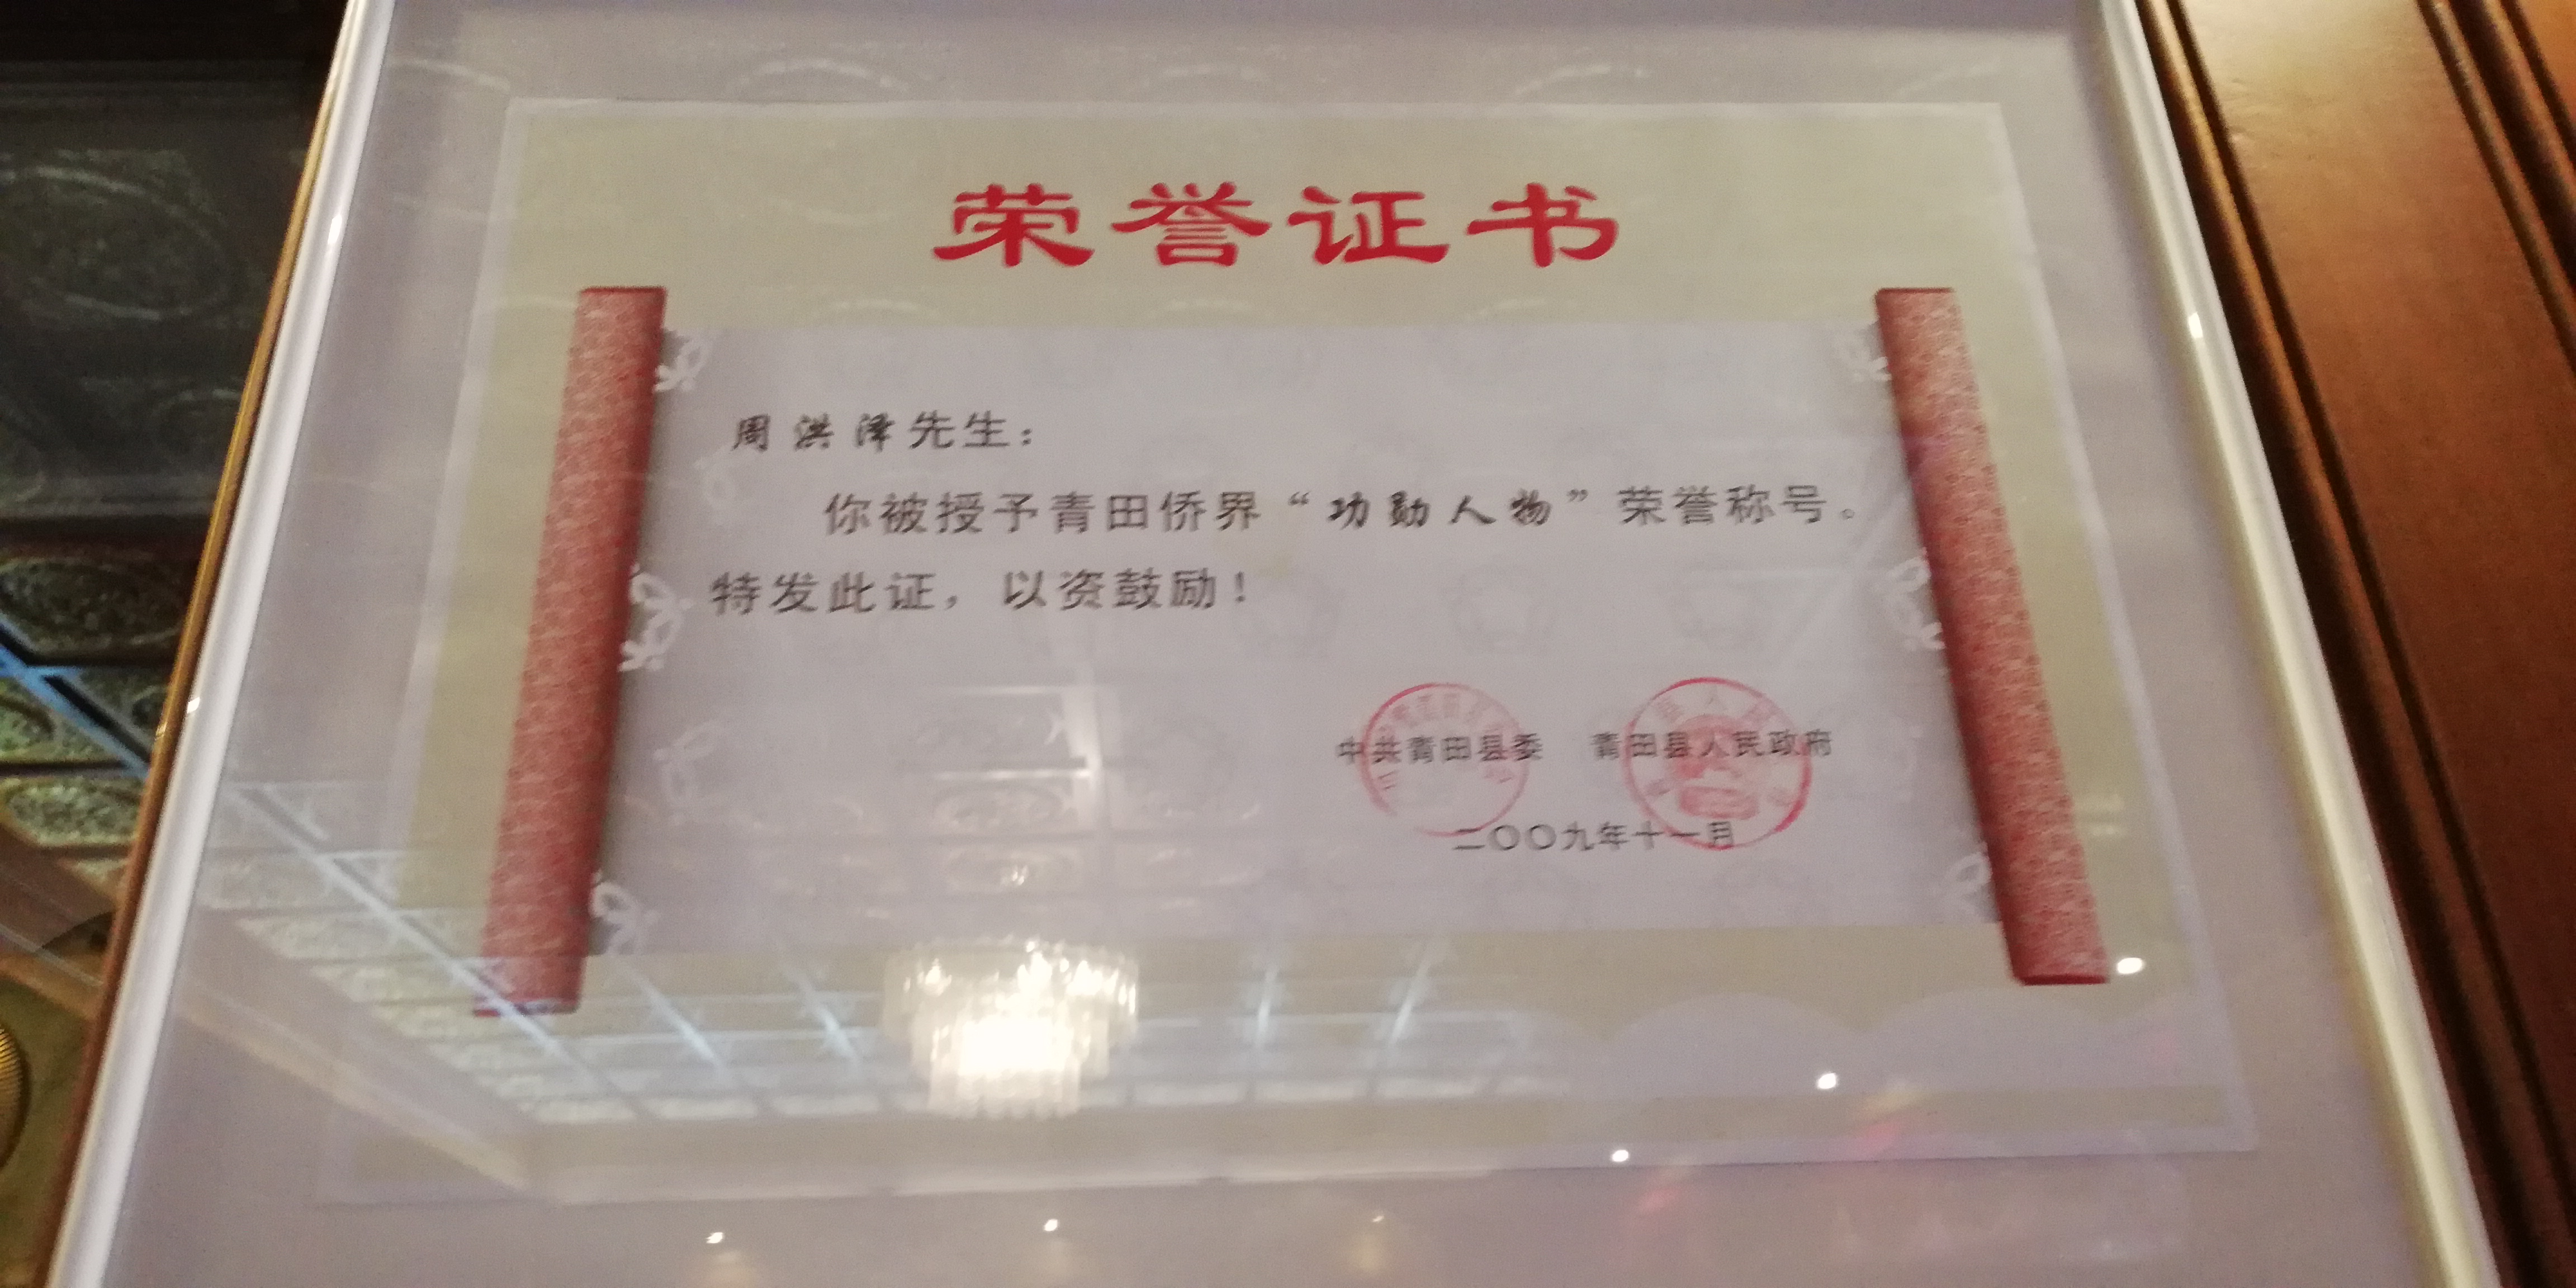 荣誉证书
周洪泽先生：
你被授予青田侨界“功勋人物”荣誉称号。
特发此证，以资鼓励！
中共青田县委 青田县人民政府
二〇〇九年十一月